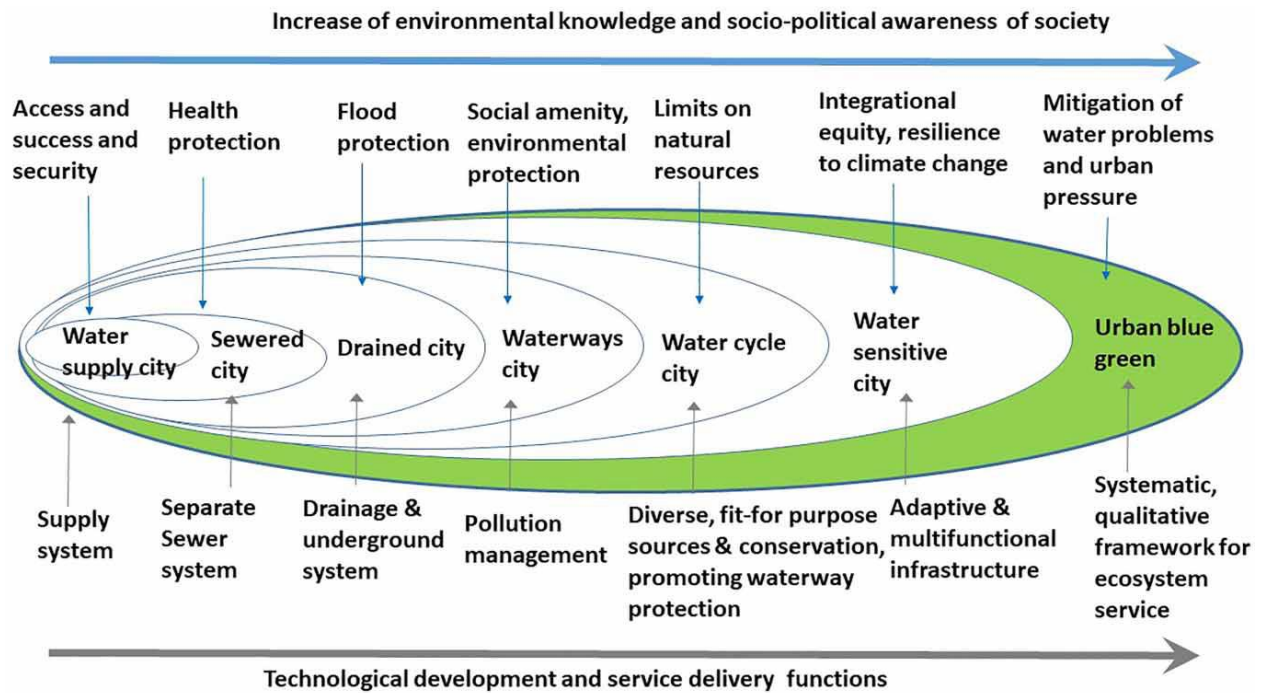 Increase of environmental knowledge and socio-political awareness of society
Access and
success and
security
Health
protection
Flood
protection
Social amenity,
environmental
protection
Limits on
natural
resources
Integrational
equity, resilience
to climate change
Mitigation of
water problems
and urban
pressure
Water
supply city
Sewered
city
Drained city
Waterways
city
Water cycle
city
Water
sensitive
city
Urban blue
green
Supply
system
Separate
Sewer
system
Drainage &
underground
system
Pollution
management
Diverse, fit-for purpose
sources & conservation,
promoting waterway
protection
Adaptive &
multifunctional
infrastructure
Systematic,
qualitative
framework for
ecosystem
service
Technological development and service delivery functions